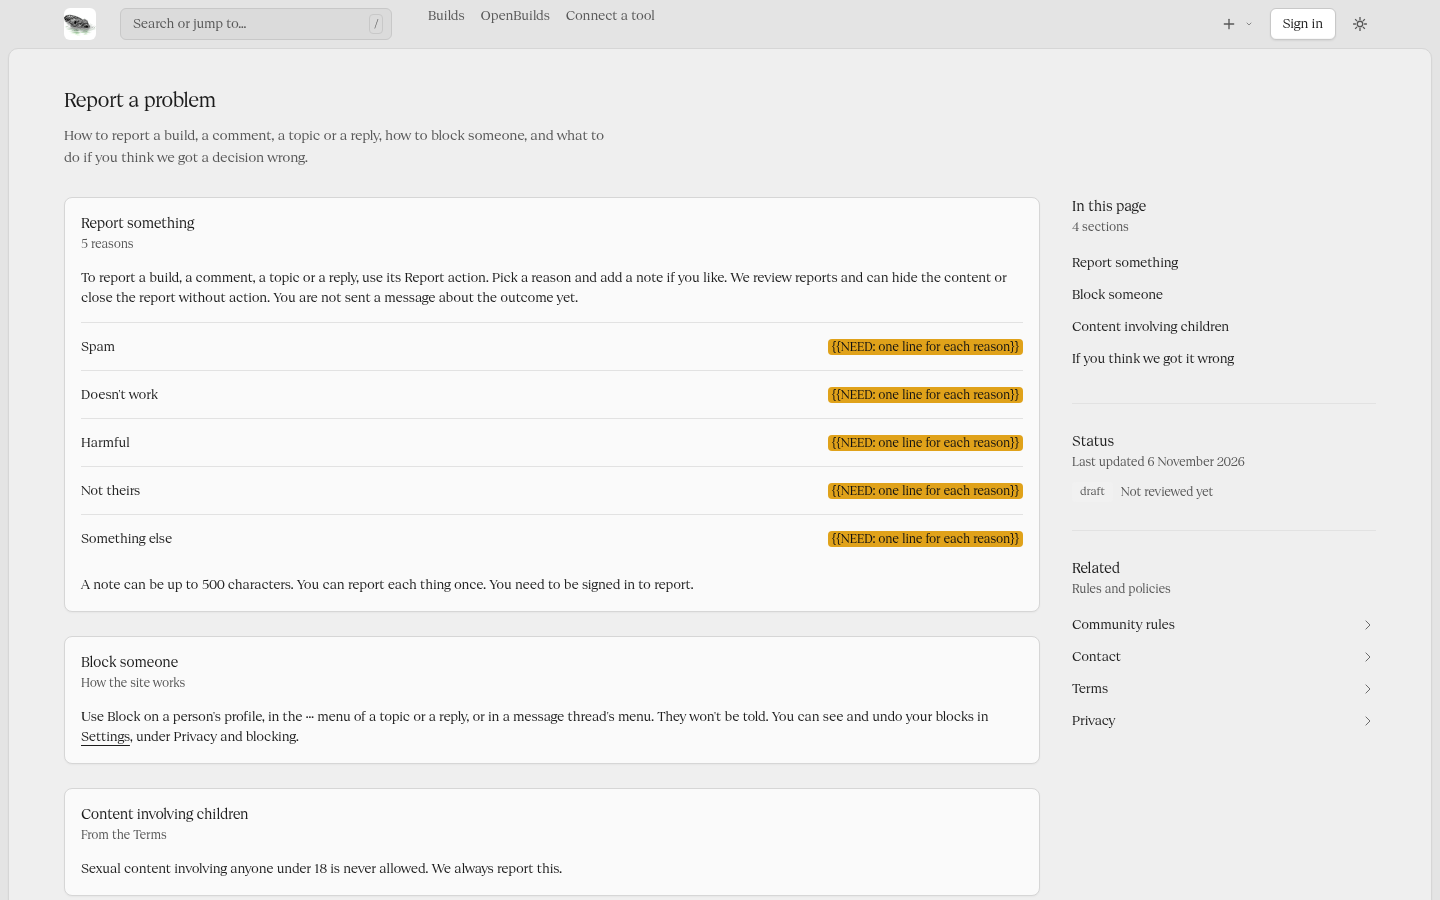 Search or jump to...
/
Builds
OpenBuilds
Connect a tool
Sign in
Report a problem
How to report a build, a comment, a topic or a reply, how to block someone, and what to
do if you think we got a decision wrong.
Report something
5 reasons
To report a build, a comment, a topic or a reply, use its Report action. Pick a reason and add a note if you like. We review reports and can hide the content or
close the report without action. You are not sent a message about the outcome yet.
Spam
{{NEED: one line for each reason}}
Doesn't work
{{NEED: one line for each reason}}
Harmful
{{NEED: one line for each reason}}
Not theirs
{{NEED: one line for each reason}}
Something else
{{NEED: one line for each reason}}
A note can be up to 500 characters. You can report each thing once. You need to be signed in to report.
Block someone
How the site works
Use Block on a person's profile, in the ··· menu of a topic or a reply, or in a message thread's menu. They won't be told. You can see and undo your blocks in
Settings, under Privacy and blocking.
Content involving children
From the Terms
Sexual content involving anyone under 18 is never allowed. We always report this.
In this page
4 sections
Report something
Block someone
Content involving children
If you think we got it wrong
Status
Last updated 6 November 2026
draft
Not reviewed yet
Related
Rules and policies
Community rules
Contact
Terms
Privacy